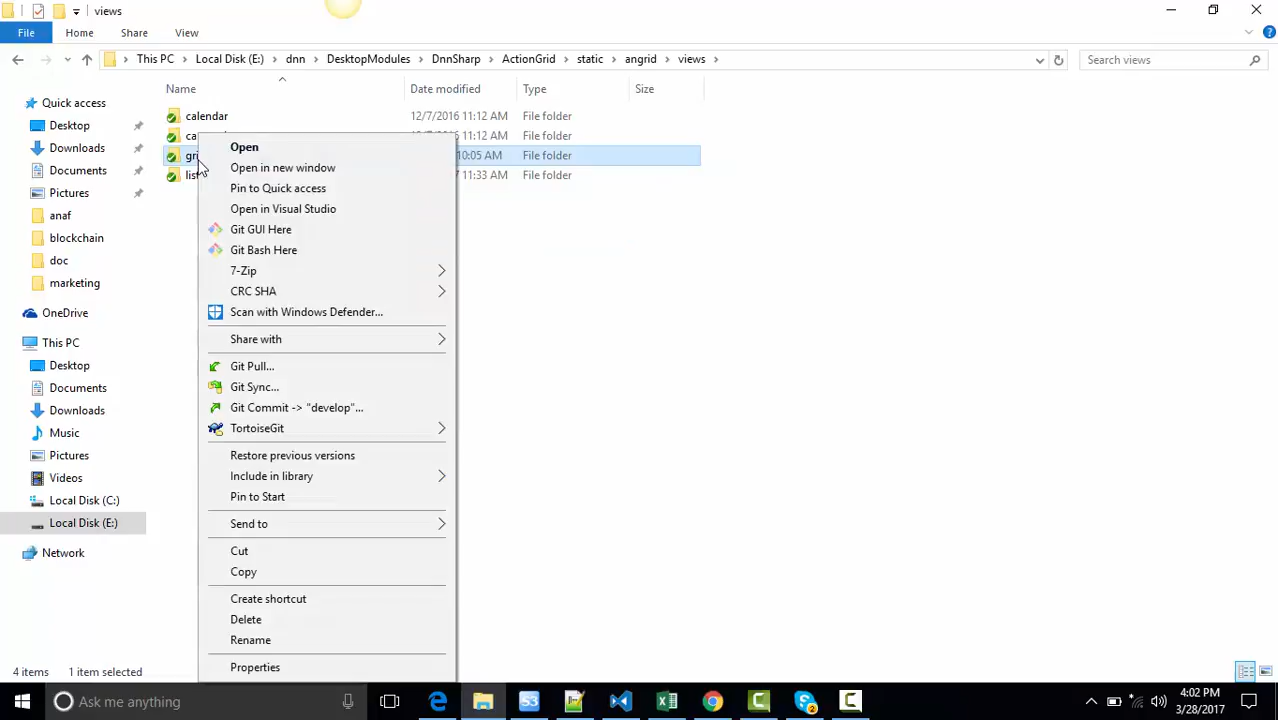 views
File
Home
Share
View
This PC
Local Disk (E:)
dnn
DesktopModules
DnnSharp
ActionGrid
static
angrid
views
Search views
Name
Date modified
Type
Size
Quick access
Desktop
Downloads
Documents
Pictures
anaf
blockchain
doc
marketing
OneDrive
This PC
Desktop
Documents
Downloads
Music
Pictures
Videos
Local Disk (C:)
Local Disk (E:)
Network
calendar 12/7/2016 11:12 AM File folder
11:12 AM File folder
10:05 AM File folder
11:33 AM File folder
Open
Open in new window
Pin to Quick access
Open in Visual Studio
Git GUI Here
Git Bash Here
7-Zip
CRC SHA
Scan with Windows Defender...
Share with
Git Pull...
Git Sync...
Git Commit -> "develop"...
TortoiseGit
Restore previous versions
Include in library
Pin to Start
Send to
Cut
Copy
Create shortcut
Delete
Rename
Properties
4 items 1 item selected
Ask me anything
4:02 PM
3/28/2017